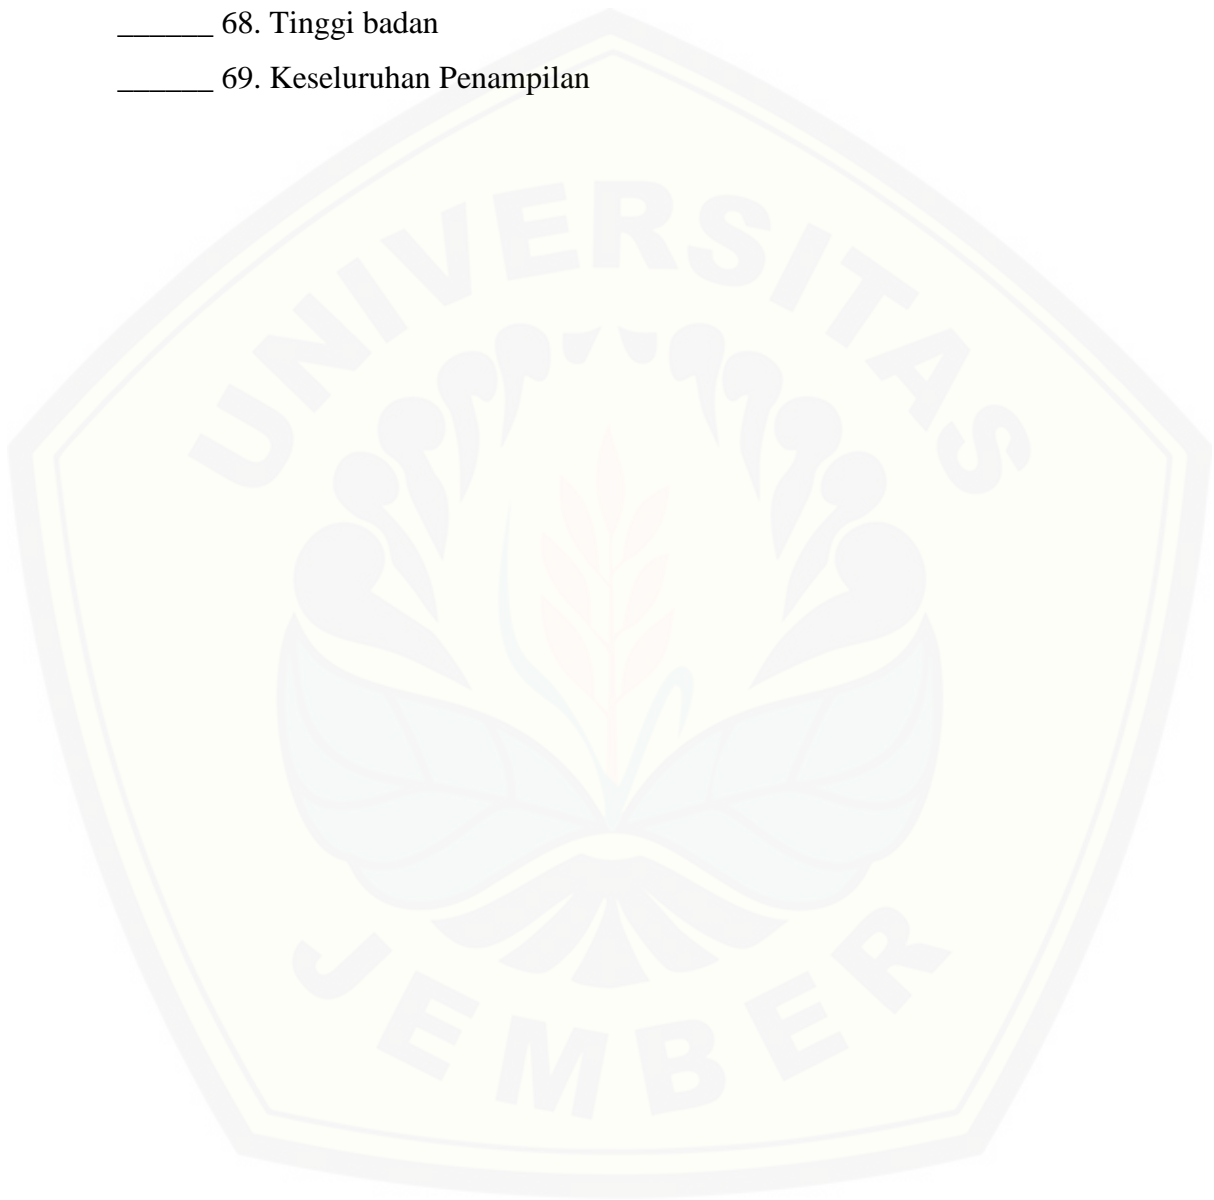 ______ 68. Tinggi badan
______ 69. Keseluruhan Penampilan
UNIVERSITAS
JEMBER